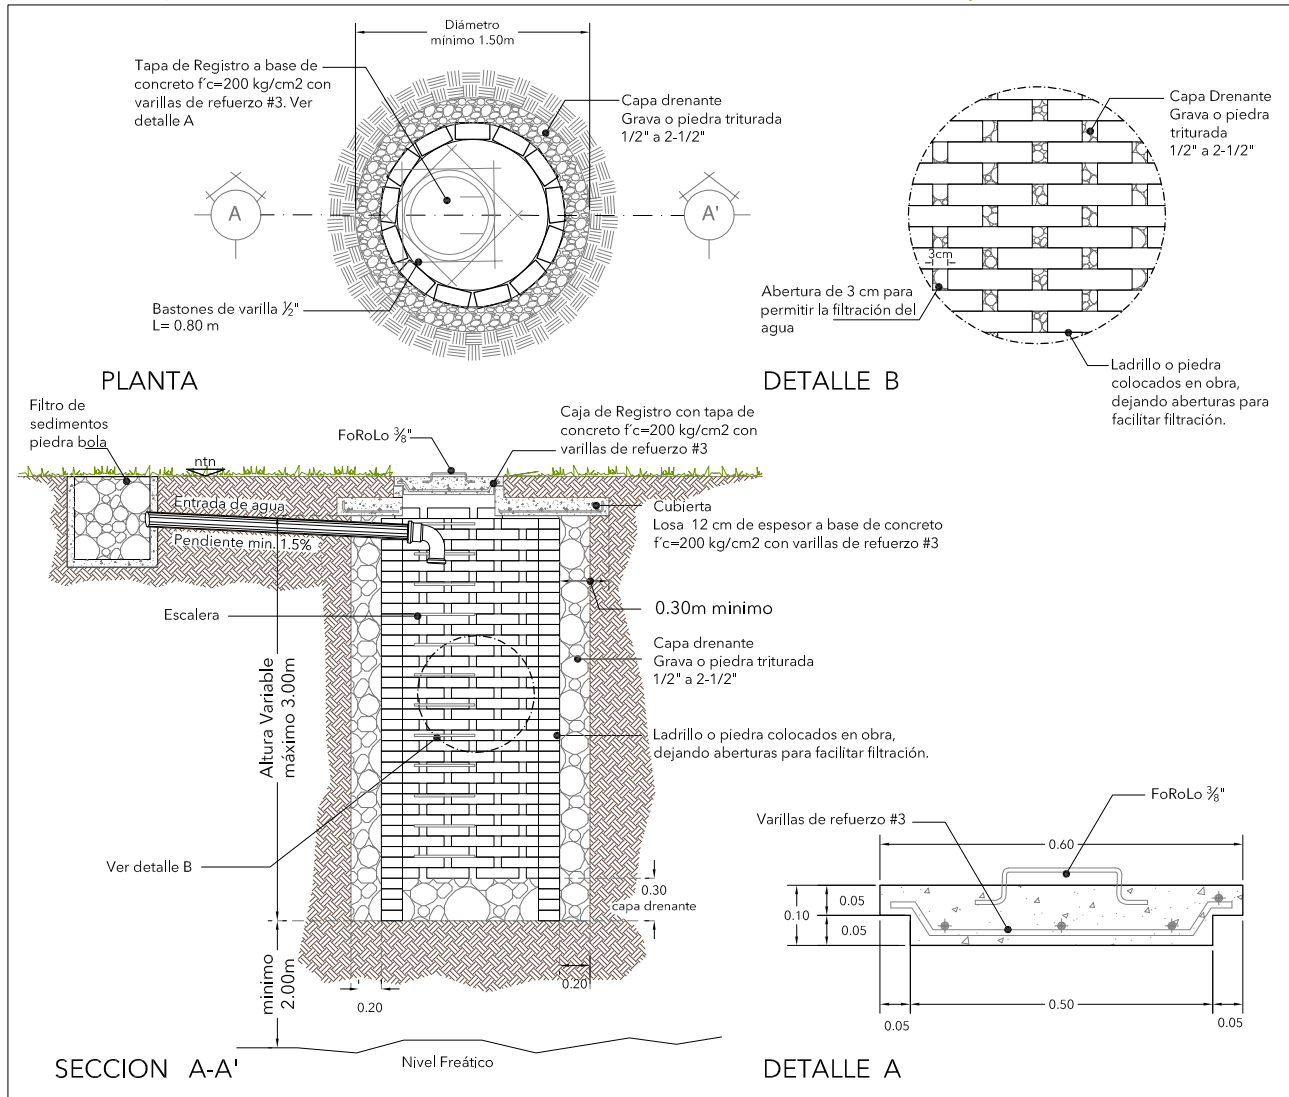 Diámetro
mínimo 1.50m
Tapa de Registro a base de
concreto f´c=200 kg/cm2 con
varillas de refuerzo #3. Ver
detalle A
Capa drenante
Grava o piedra triturada
1/2" a 2-1/2"
A
A'
Bastones de varilla ½"
L= 0.80 m
PLANTA
Capa Drenante
Grava o piedra
triturada
1/2" a 2-1/2"
3cm
Abertura de 3 cm para
permitir la filtración del
agua
Ladrillo o piedra
colocados en obra,
dejando aberturas para
facilitar filtración.
DETALLE B
Filtro de
sedimentos
piedra bola
ntn
FoRoLo ⅜"
Caja de Registro con tapa de
concreto f´c=200 kg/cm2 con
varillas de refuerzo #3
Entrada de agua
Pendiente min. 1.5%
Cubierta
Losa 12 cm de espesor a base de concreto
f´c=200 kg/cm2 con varillas de refuerzo #3
Escalera
0.30m minimo
Capa drenante
Grava o piedra triturada
1/2" a 2-1/2"
Altura Variable
máximo 3.00m
Ladrillo o piedra colocados en obra,
dejando aberturas para facilitar filtración.
Ver detalle B
0.30
capa drenante
minimo
2.00m
0.20
0.20
Nivel Freático
SECCION A-A'
FoRoLo ⅜"
Varillas de refuerzo #3
0.60
0.10
0.05
0.05
0.50
0.05
0.05
DETALLE A